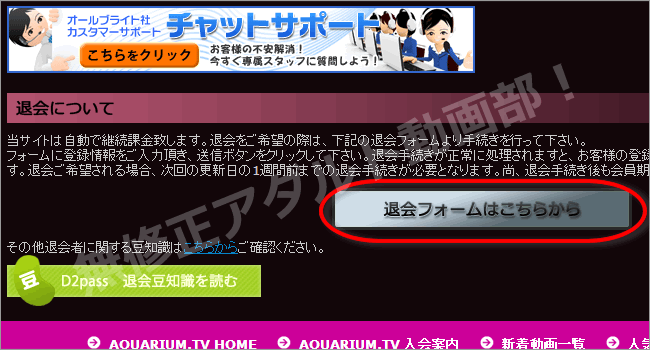 オールブライト社
カスタマーサポート
チャットサポート
こちらをクリック
お客様の不安解消!
今すぐ専属スタッフに質問しよう!
退会について
当サイトは自動で継続課金致します。退会をご希望の際は、下記の退会フォームより手続きを行って下さい。
フォームに登録情報をご入力頂き、送信ボタンをクリックして下さい。退会手続きが正常に処理されますと、お客様の登録
す。退会ご希望される場合、次回の更新日の1週間前までの退会手続きが必要となります。尚、退会手続き後も会員期
退会フォームはこちらから
その他退会者に関する豆知識はこちらからご確認ください。
豆 D2pass 退会豆知識を読む
AQUARIUM.TV HOME AQUARIUM.TV 入会案内 新着動画一覧 人気
無修正アダルト動画部!